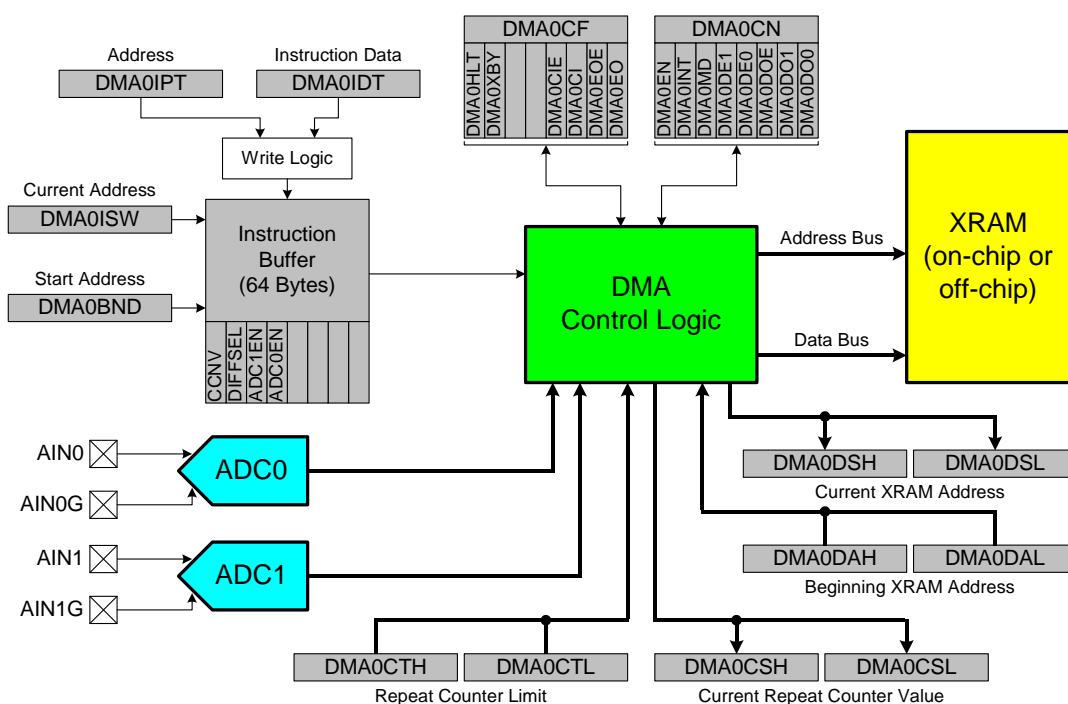 DMA0CF
DMA0HLT
DMA0XBY
DMA0CIE
DMA0CI
DMA0EOE
DMA0EO
DMA0CN
DMA0EN
DMA0INT
DMA0MD
DMA0DE1
DMA0DE0
DMA0DOE
DMA0DO1
DMA0DO0
Address
DMA0IPT
Instruction Data
DMA0IDT
Write Logic
Current Address
DMA0ISW
Start Address
DMA0BND
Instruction
Buffer
(64 Bytes)
CCNV
DIFFSEL
ADC1EN
ADC0EN
DMA
Control Logic
Address Bus
Data Bus
XRAM
(on-chip or
off-chip)
AIN0
AIN0G
ADC0
AIN1
AIN1G
ADC1
DMA0DSH
DMA0DSL
Current XRAM Address
DMA0DAH
DMA0DAL
Beginning XRAM Address
DMA0CTH
DMA0CTL
Repeat Counter Limit
DMA0CSH
DMA0CSL
Current Repeat Counter Value